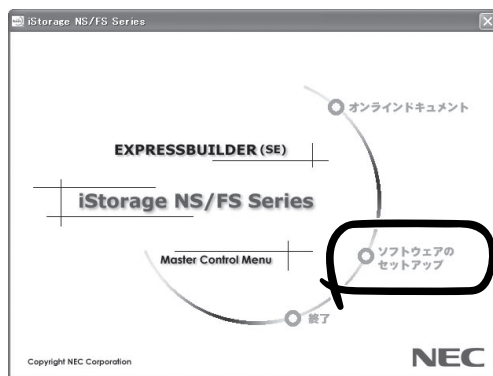 iStorage NS/FS Series
オンラインドキュメント
EXPRESSBUILDER (SE)
iStorage NS/FS Series
ソフトウェアの
セットアップ
Master Control Menu
終了
Copyright NEC Corporation
NEC